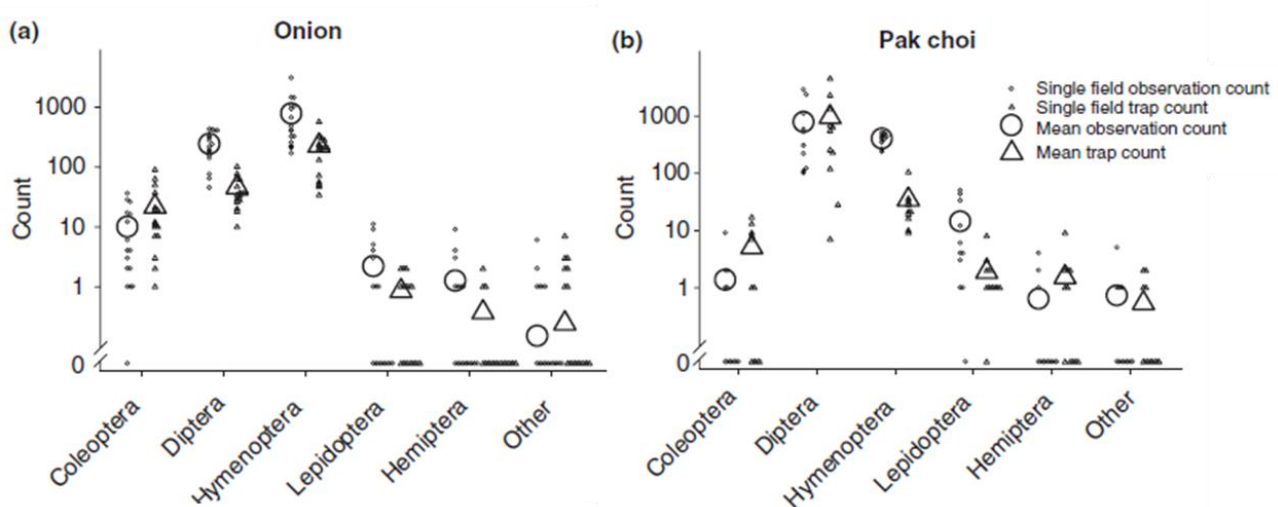 (a)
Onion
Count
1000
100
10
1
0
Coleoptera
Diptera
Hymenoptera
Lepidoptera
Hemiptera
Other
(b)
Pak choi
Single field observation count
Single field trap count
Mean observation count
Mean trap count
Count
1000
100
10
1
0
Coleoptera
Diptera
Hymenoptera
Lepidoptera
Hemiptera
Other